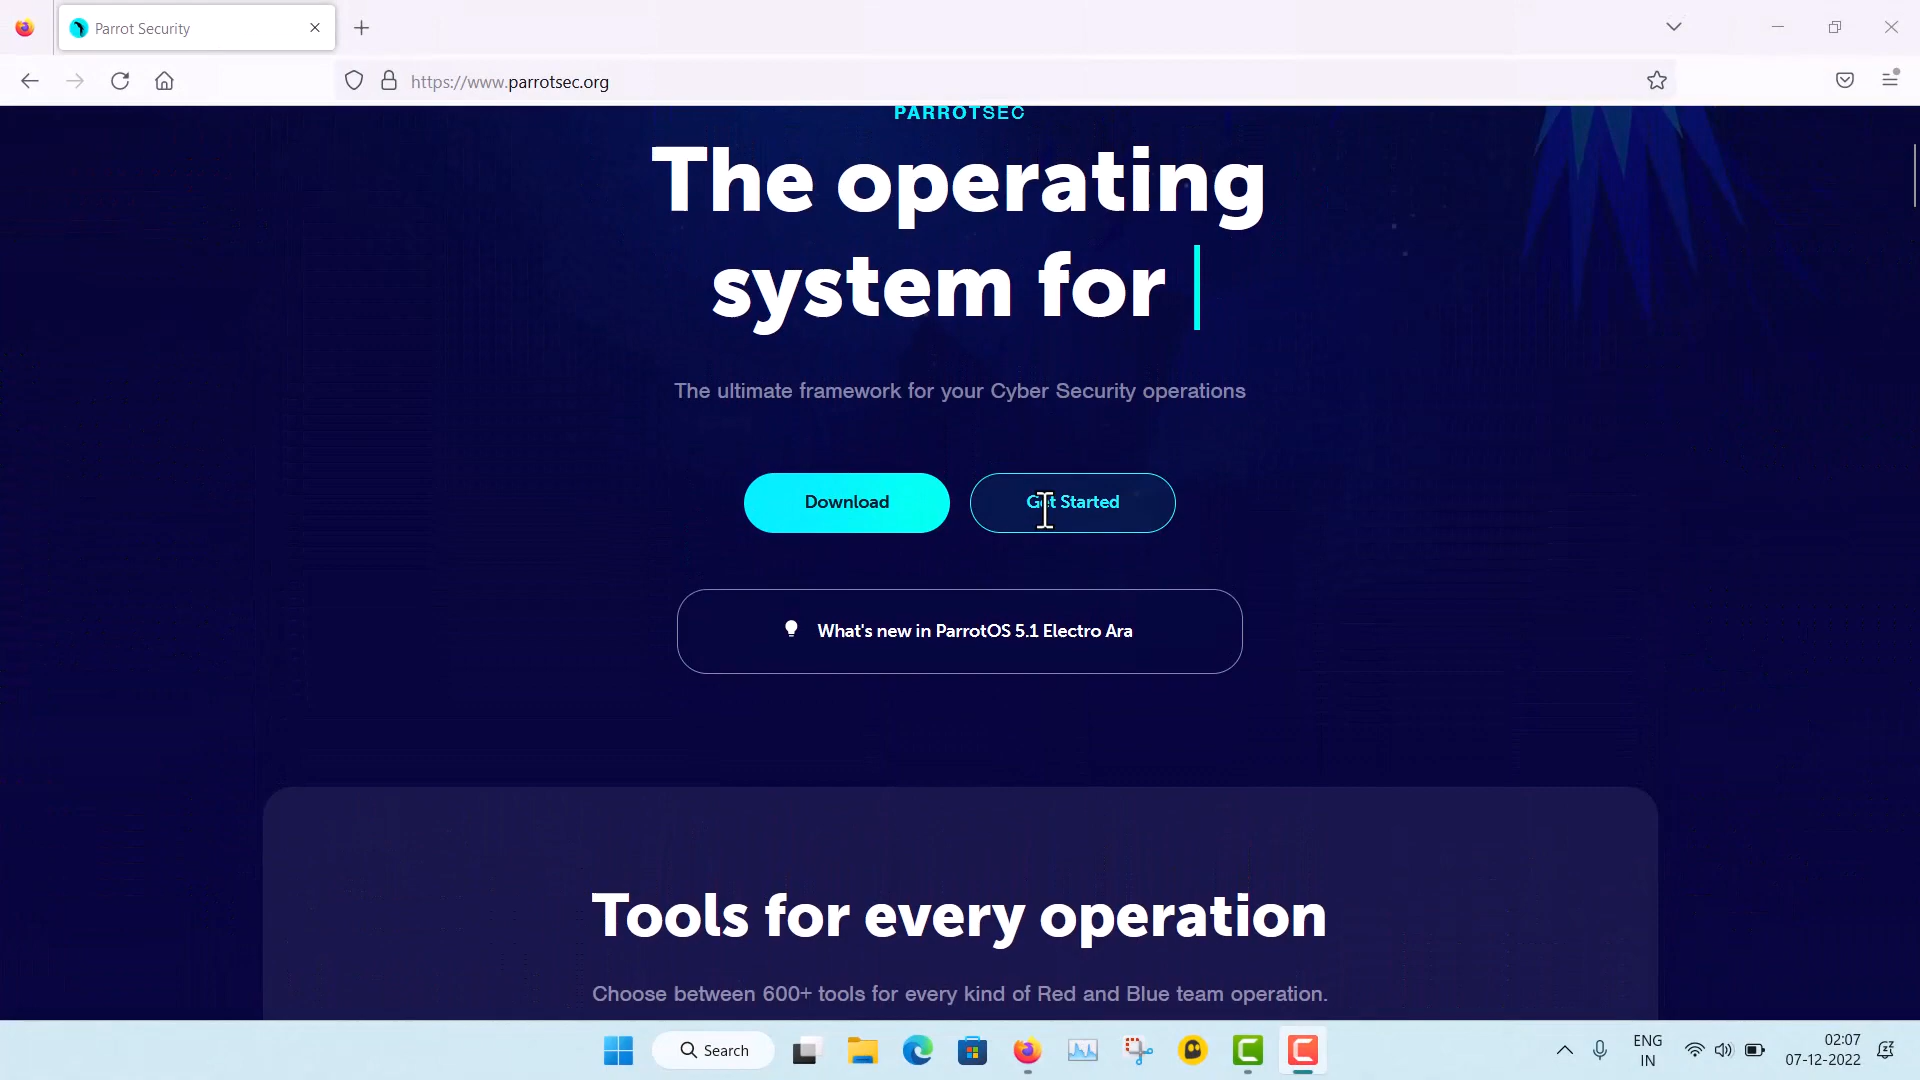 Parrot Security
https://www.parrotsec.org
PARROTSEC
The operating
system for
The ultimate framework for your Cyber Security operations
Download
Get Started
What's new in ParrotOS 5.1 Electro Ara
Tools for every operation
Choose between 600+ tools for every kind of Red and Blue team operation.
Search
ENG
IN
02:07
07-12-2022